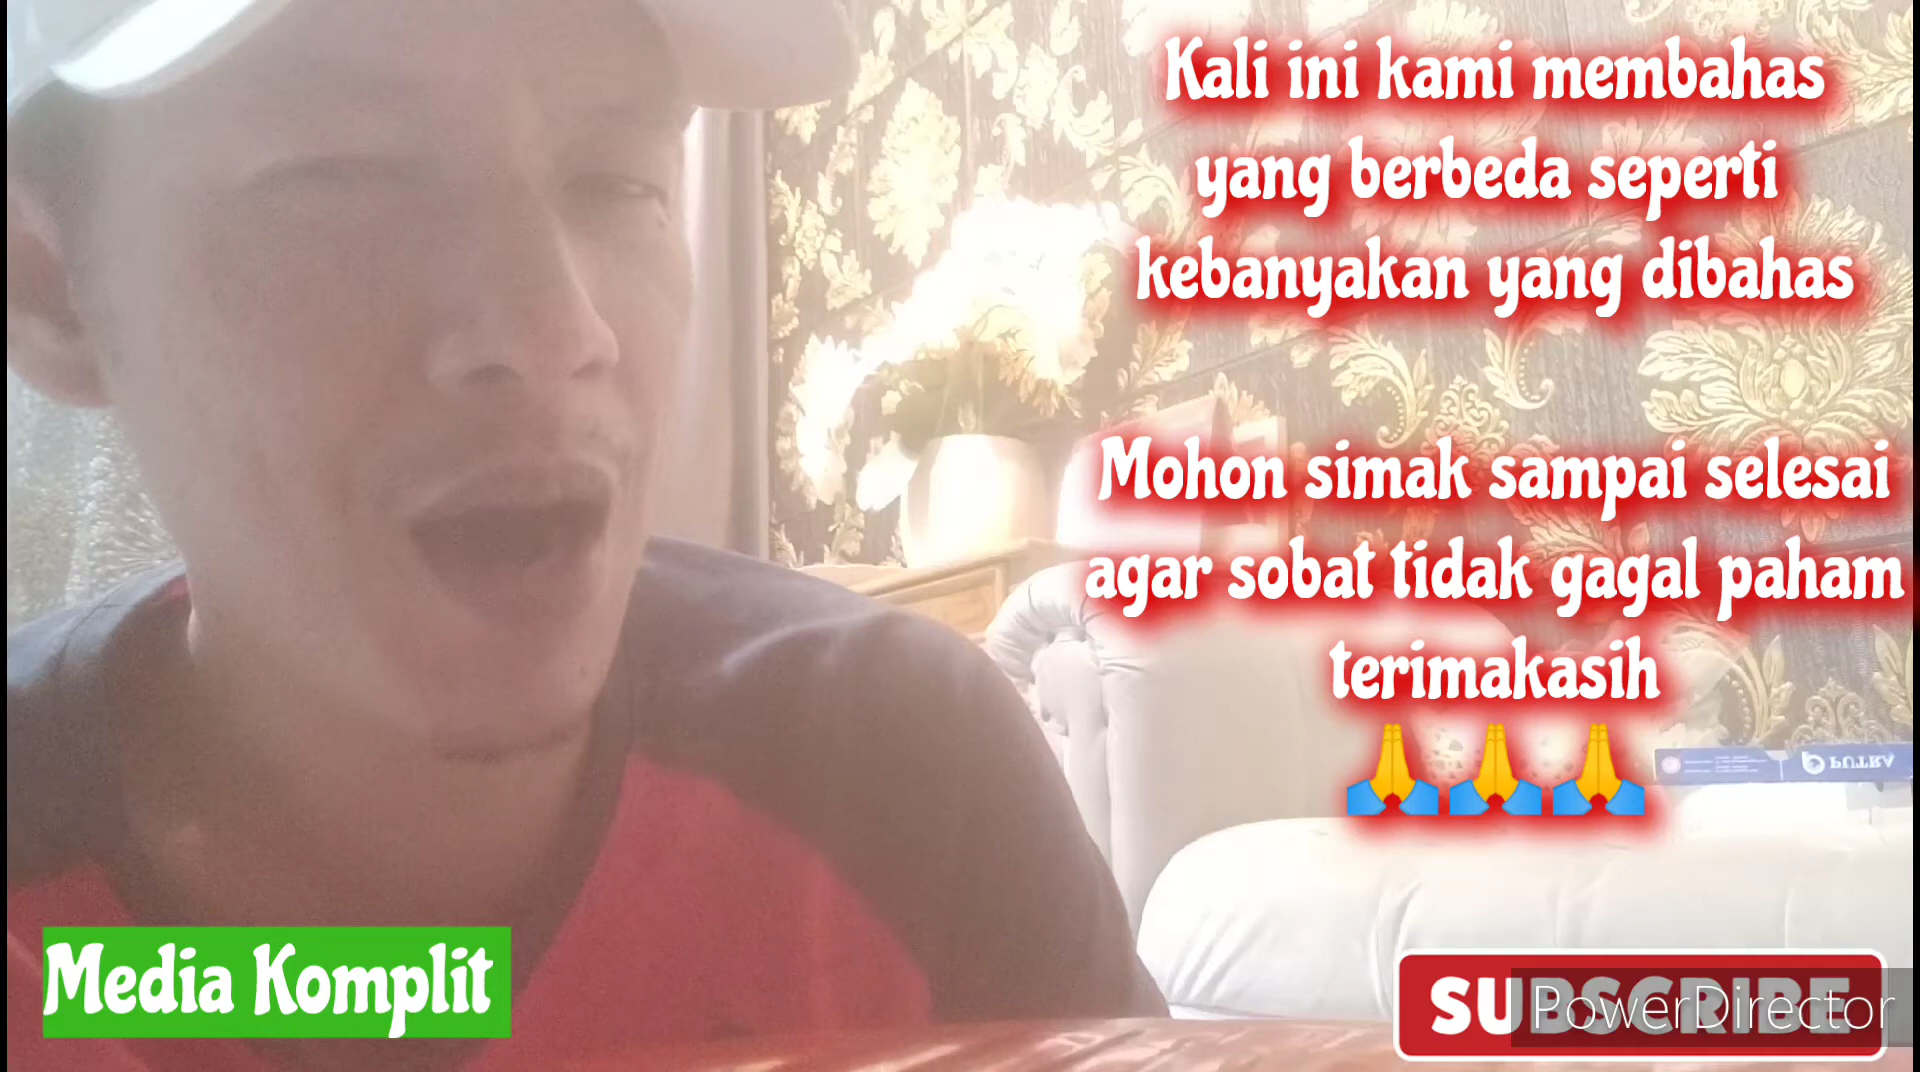 Kali ini kami membahas
yang berbeda seperti
kebanyakan yang dibahas
Mohon simak sampai selesai
agar sobat tidak gagal paham
terimakasih
🙏🙏🙏
PUTRA
Media Komplit
SUBSCRIBE
PowerDirector